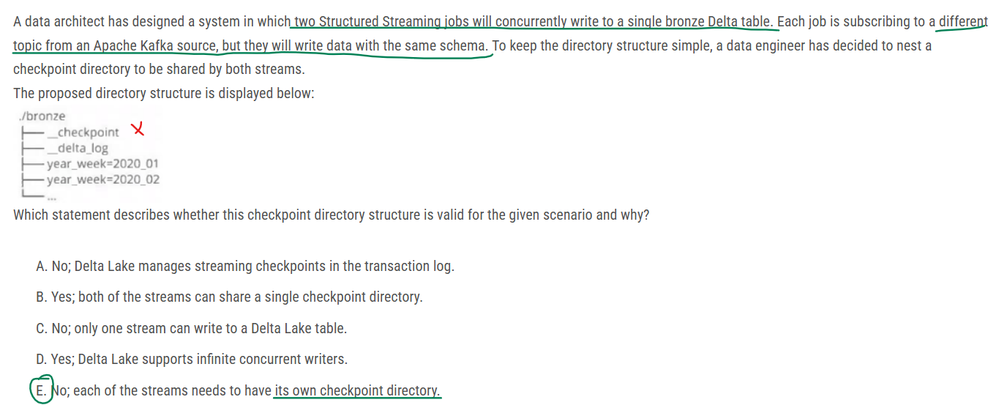 A data architect has designed a system in which two Structured Streaming jobs will concurrently write to a single bronze Delta table. Each job is subscribing to a different
topic from an Apache Kafka source, but they will write data with the same schema. To keep the directory structure simple, a data engineer has decided to nest a
checkpoint directory to be shared by both streams.
The proposed directory structure is displayed below:
./bronze
_checkpoint X
_delta_log
year_week=2020_01
year_week=2020_02
...
Which statement describes whether this checkpoint directory structure is valid for the given scenario and why?
A. No; Delta Lake manages streaming checkpoints in the transaction log.
B. Yes; both of the streams can share a single checkpoint directory.
C. No; only one stream can write to a Delta Lake table.
D. Yes; Delta Lake supports infinite concurrent writers.
E. No; each of the streams needs to have its own checkpoint directory.